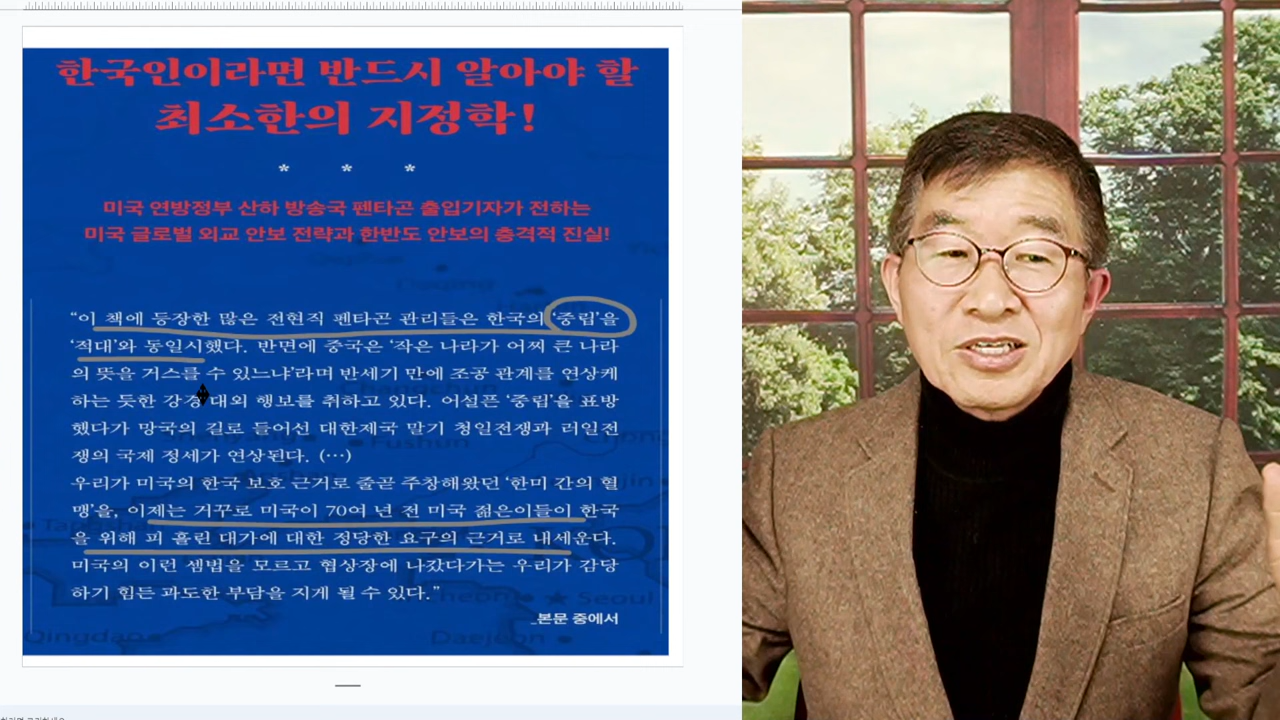 한국인이라면 반드시 알아야 할
최소한의 지정학!
* * *
미국 연방정부 산하 방송국 펜타곤 출입기자가 전하는
미국 글로벌 외교 안보 전략과 한반도 안보의 충격적 진실!
“이 책에 등장한 많은 전현직 펜타곤 관리들은 한국의 ‘중립’을
‘적대’와 동일시했다. 반면에 중국은 ‘작은 나라가 어찌 큰 나라
의 뜻을 거스를 수 있느냐’라며 반세기 만에 조공 관계를 연상케
하는 듯한 강경 대외 행보를 취하고 있다. 어설픈 ‘중립’을 표방
했다가 망국의 길로 들어선 대한제국 말기 청일전쟁과 러일전
쟁의 국제 정세가 연상된다. (…)
우리가 미국의 한국 보호 근거로 줄곧 주창해왔던 ‘한미 간의 혈
맹’을, 이제는 거꾸로 미국이 70여 년 전 미국 젊은이들이 한국
을 위해 피 흘린 대가에 대한 정당한 요구의 근거로 내세운다.
미국의 이런 셈법을 모르고 협상장에 나갔다가는 우리가 감당
하기 힘든 과도한 부담을 지게 될 수 있다.”
_본문 중에서
Fushun
Seoul
Qingdao
Daejeon